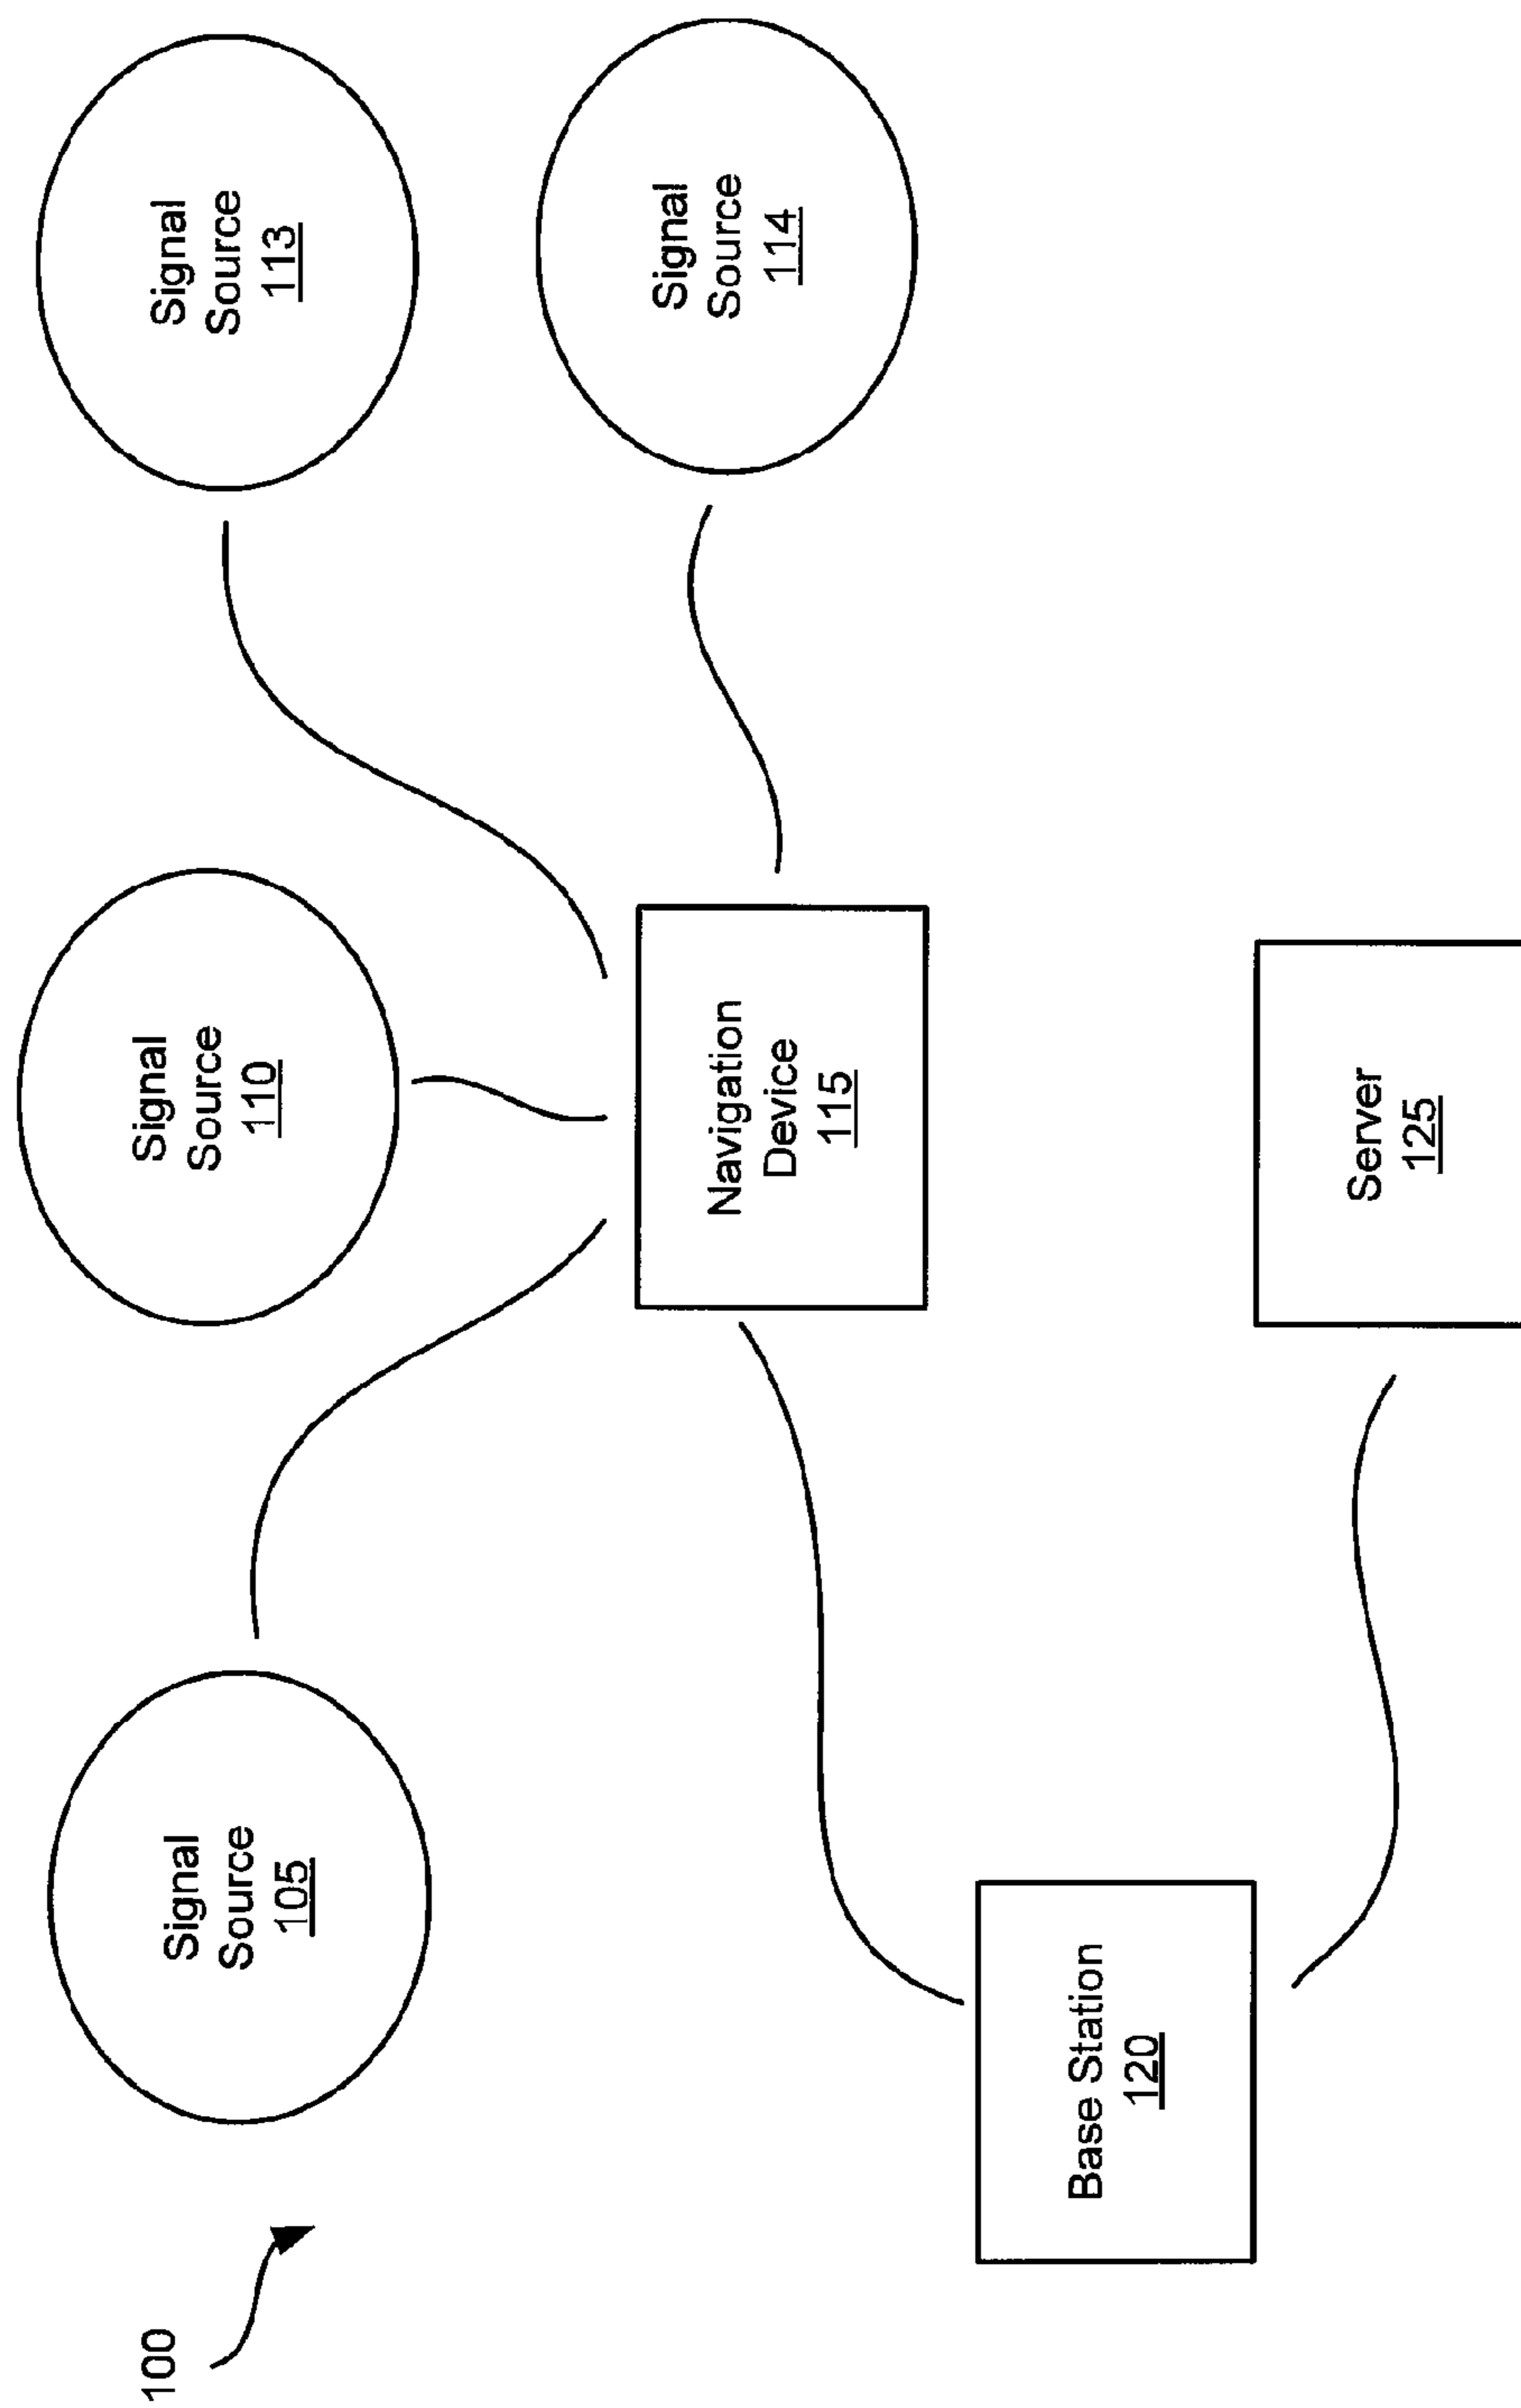 100
Signal
Source
105
Signal
Source
110
Signal
Source
113
Signal
Source
114
Navigation
Device
115
Base Station
120
Server
125